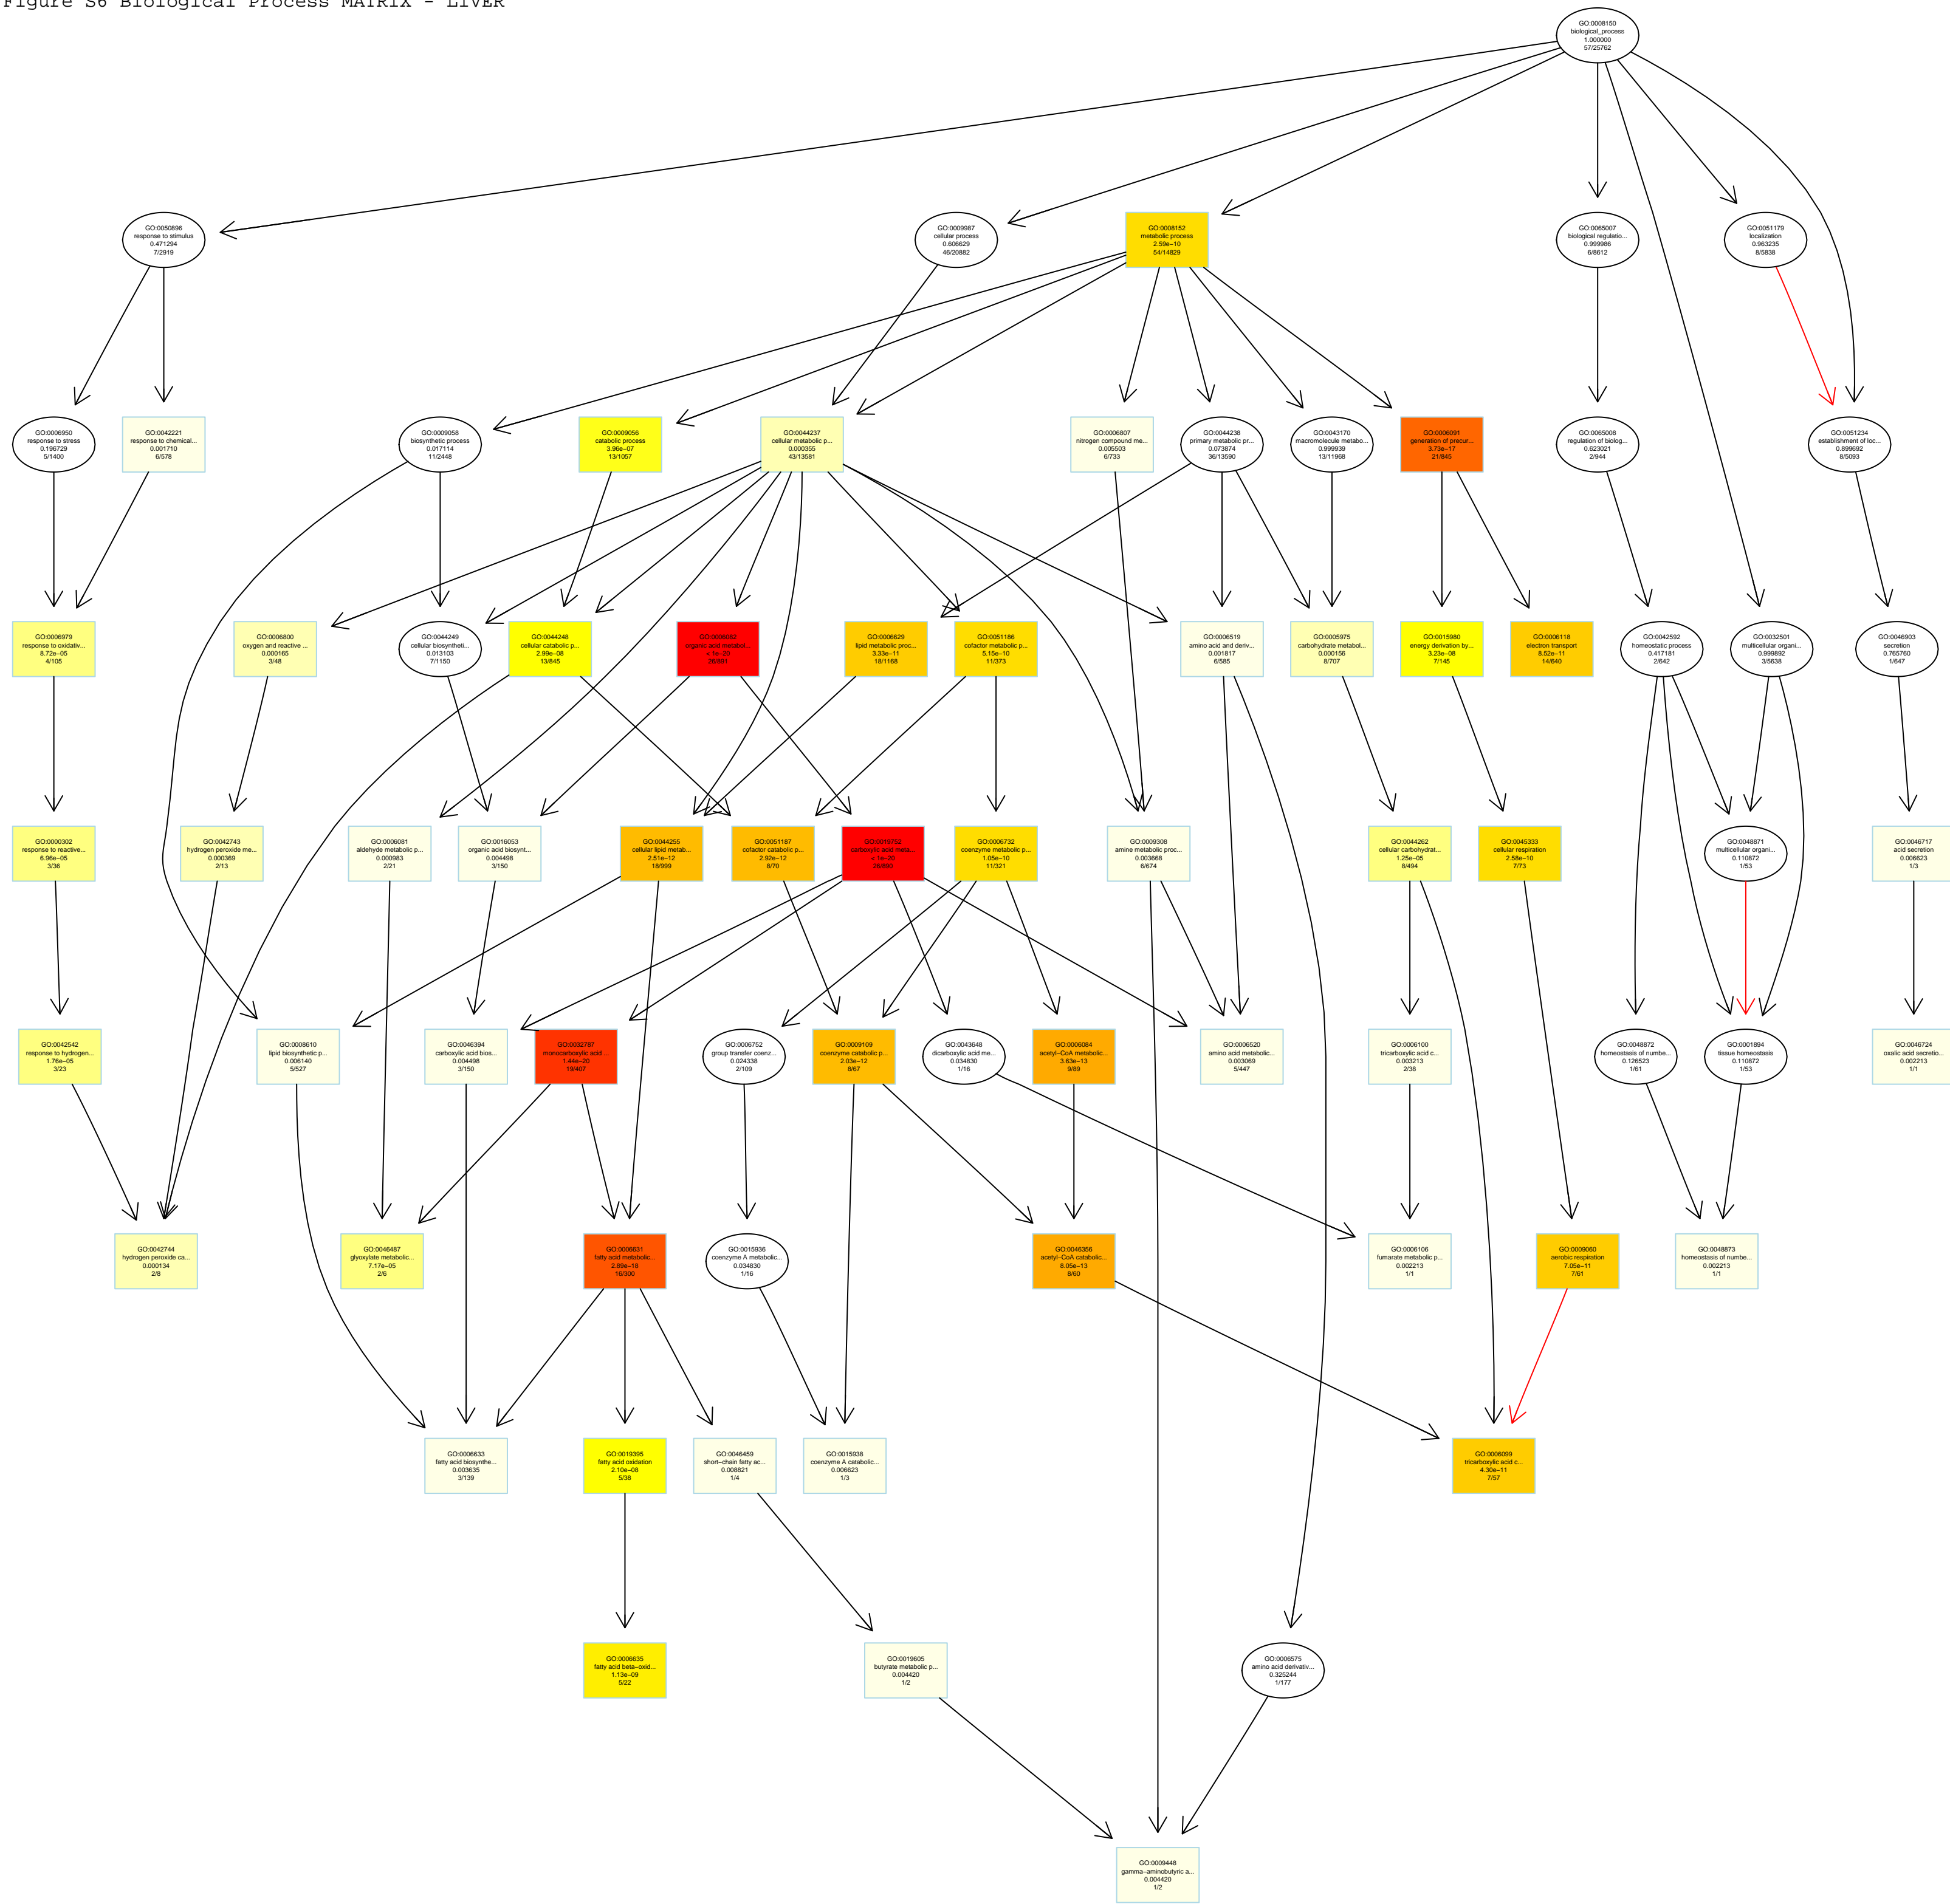 Figure S6 Biological Process MATRIX - LIVER
GO:0008150
biological_process
1.000000
57/25762
GO:0050896
response to stimulus
0.471294
7/2919
GO:0009987
cellular process
0.606629
46/20882
GO:0008152
metabolic process
2.59e-10
54/14829
GO:0065007
biological regulatio...
0.999986
6/8612
GO:0051179
localization
0.963235
8/5838
GO:0006950
response to stress
0.196729
5/1400
GO:0042221
response to chemical...
0.001710
6/578
GO:0009058
biosynthetic process
0.017114
11/2448
GO:0009056
catabolic process
3.96e-07
13/1057
GO:0044237
cellular metabolic p...
0.000355
43/13581
GO:0006807
nitrogen compound me...
0.005503
6/733
GO:0044238
primary metabolic pr...
0.073874
36/13590
GO:0043170
macromolecule metabo...
0.999939
13/11968
GO:0006091
generation of precur...
3.73e-17
21/845
GO:0065008
regulation of biolog...
0.623021
2/944
GO:0051234
establishment of loc...
0.899692
8/5093
GO:0006979
response to oxidativ...
8.72e-05
4/105
GO:0006800
oxygen and reactive ...
0.000165
3/48
GO:0044249
cellular biosyntheti...
0.013103
7/1150
GO:0044248
cellular catabolic p...
2.99e-08
13/845
GO:0006082
organic acid metabol...
< 1e-20
26/691
GO:0006629
lipid metabolic proc...
3.33e-11
18/1168
GO:0051186
cofactor metabolic p...
5.15e-10
11/373
GO:0006519
amino acid and deriv...
0.001817
6/585
GO:0005975
carbohydrate metabol...
0.000156
8/707
GO:0015980
energy derivation by...
3.23e-08
7/145
GO:0006118
electron transport
8.52e-11
14/640
GO:0042592
homeostatic process
0.417181
2/642
GO:0032501
multicellular organi...
0.999892
3/5638
GO:0046903
secretion
0.765760
1/647
GO:0000302
response to reactive...
6.96e-05
3/36
GO:0042743
hydrogen peroxide me...
0.000369
2/13
GO:0006081
aldehyde metabolic p...
0.000983
2/21
GO:0016053
organic acid biosynt...
0.004498
3/150
GO:0044255
cellular lipid metab...
2.51e-12
18/999
GO:0051187
cofactor catabolic p...
2.92e-12
8/70
GO:0019752
carboxylic acid meta...
< 1e-20
26/690
GO:0006732
coenzyme metabolic p...
1.05e-10
11/321
GO:0009308
amine metabolic proc...
0.003668
6/674
GO:0044262
cellular carbohydrat...
1.25e-05
8/494
GO:0045333
cellular respiration
2.58e-10
7/73
GO:0048871
multicellular organi...
0.110872
1/53
GO:0046717
acid secretion
0.006623
1/3
GO:0042542
response to hydrogen...
1.76e-05
3/23
GO:0008610
lipid biosynthetic p...
0.006140
5/527
GO:0046394
carboxylic acid bios...
0.004498
3/150
GO:0032787
monocarboxylic acid ...
1.44e-20
19/407
GO:0006752
group transfer coenz...
0.024338
2/109
GO:0009109
coenzyme catabolic p...
2.03e-12
8/67
GO:0043648
dicarboxylic acid me...
0.034830
1/16
GO:0006084
acetyl-CoA metabolic...
3.63e-13
9/89
GO:0006520
amino acid metabolic...
0.003069
5/447
GO:0006100
tricarboxylic acid c...
0.003213
2/38
GO:0048872
homeostasis of numbe...
0.126523
1/61
GO:0001894
tissue homeostasis
0.110872
1/53
GO:0046724
oxalic acid secretio...
0.002213
1/1
GO:0042744
hydrogen peroxide ca...
0.000134
2/8
GO:0046487
glyoxylate metabolic...
7.17e-05
2/6
GO:0006631
fatty acid metabolic...
2.89e-18
16/300
GO:0015936
coenzyme A metabolic...
0.034830
1/16
GO:0046356
acetyl-CoA catabolic...
8.05e-13
8/60
GO:0006106
fumarate metabolic p...
0.002213
1/1
GO:0009060
aerobic respiration
7.05e-11
7/61
GO:0048873
homeostasis of numbe...
0.002213
1/1
GO:0006633
fatty acid biosynthe...
0.003635
3/139
GO:0019395
fatty acid oxidation
2.10e-08
5/38
GO:0046459
short-chain fatty ac...
0.008821
1/4
GO:0015938
coenzyme A catabolic...
0.006623
1/3
GO:0006099
tricarboxylic acid c...
4.30e-11
7/57
GO:0006635
fatty acid beta-oxid...
1.13e-09
5/22
GO:0019605
butyrate metabolic p...
0.004420
1/2
GO:0006575
amino acid derivativ...
0.325244
1/177
GO:0009448
gamma-aminobutyric a...
0.004420
1/2